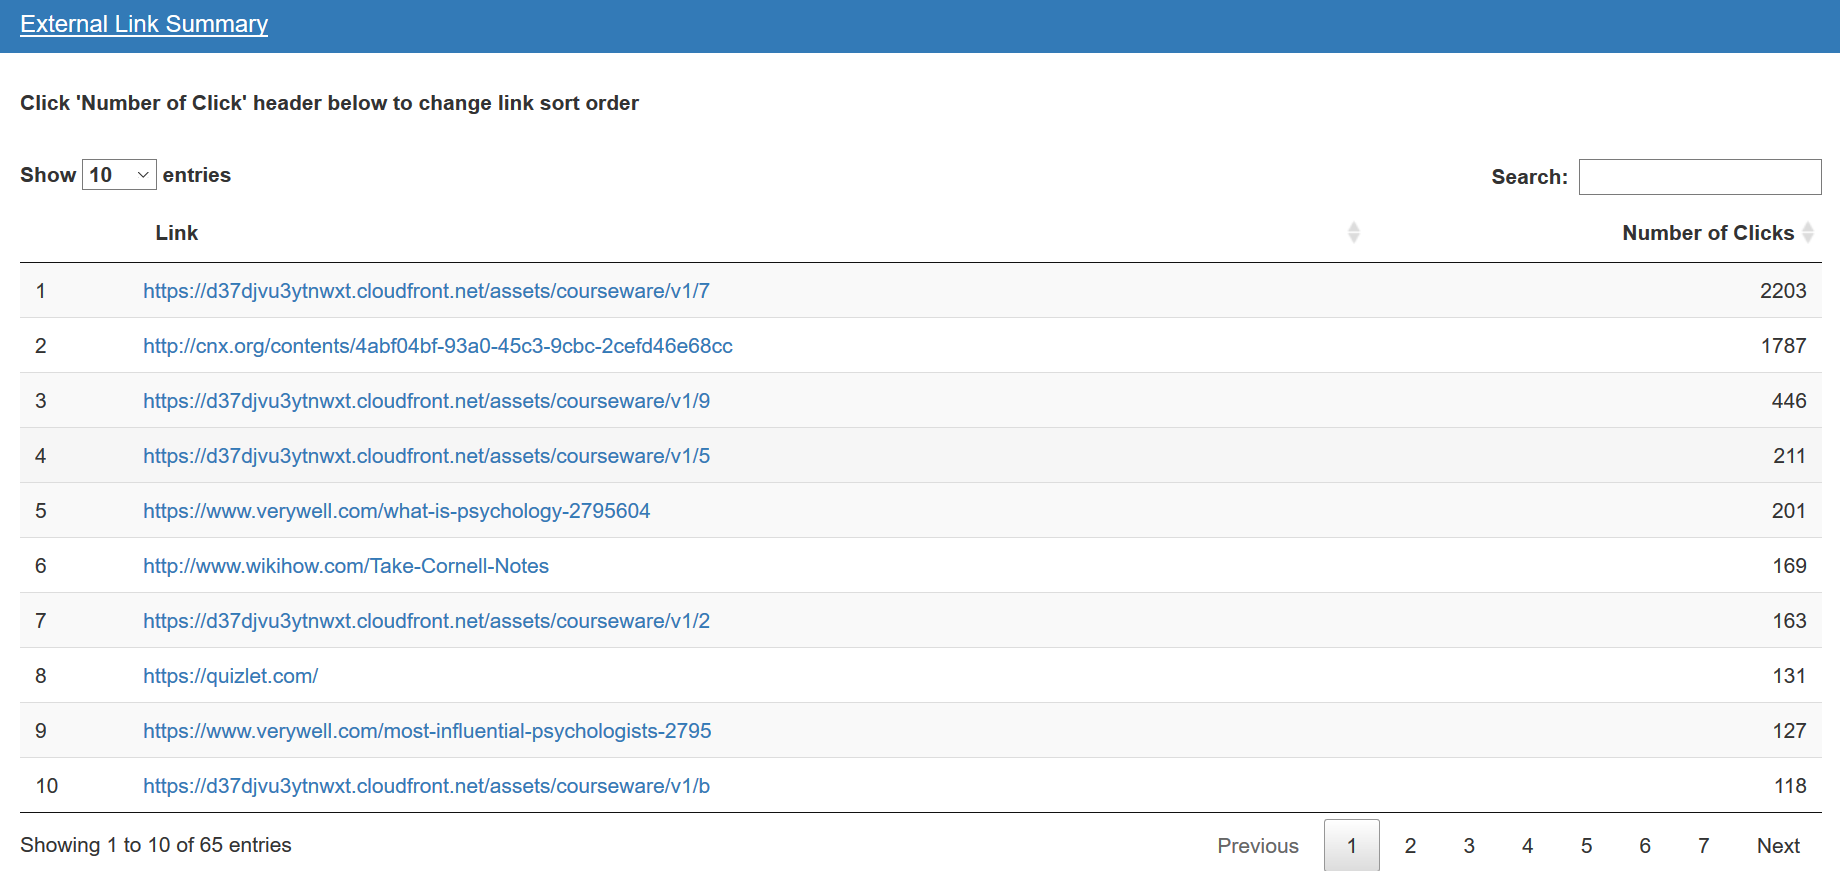 External Link Summary
Click 'Number of Click' header below to change link sort order
Show 10 entries Search:
Link Number of Clicks
1 https://d37djvu3ytnwxt.cloudfront.net/assets/courseware/v1/7 2203
2 http://cnx.org/contents/4abf04bf-93a0-45c3-9cbc-2cefd46e68cc 1787
3 https://d37djvu3ytnwxt.cloudfront.net/assets/courseware/v1/9 446
4 https://d37djvu3ytnwxt.cloudfront.net/assets/courseware/v1/5 211
5 https://www.verywell.com/what-is-psychology-2795604 201
6 http://www.wikihow.com/Take-Cornell-Notes 169
7 https://d37djvu3ytnwxt.cloudfront.net/assets/courseware/v1/2 163
8 https://quizlet.com/ 131
9 https://www.verywell.com/most-influential-psychologists-2795 127
10 https://d37djvu3ytnwxt.cloudfront.net/assets/courseware/v1/b 118
Showing 1 to 10 of 65 entries Previous 1 2 3 4 5 6 7 Next